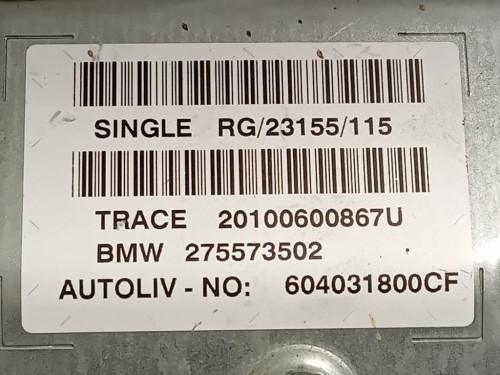 SINGLE RG/23155/115
TRACE 20100600867U
BMW 275573502
AUTOLIV - NO: 604031800CF